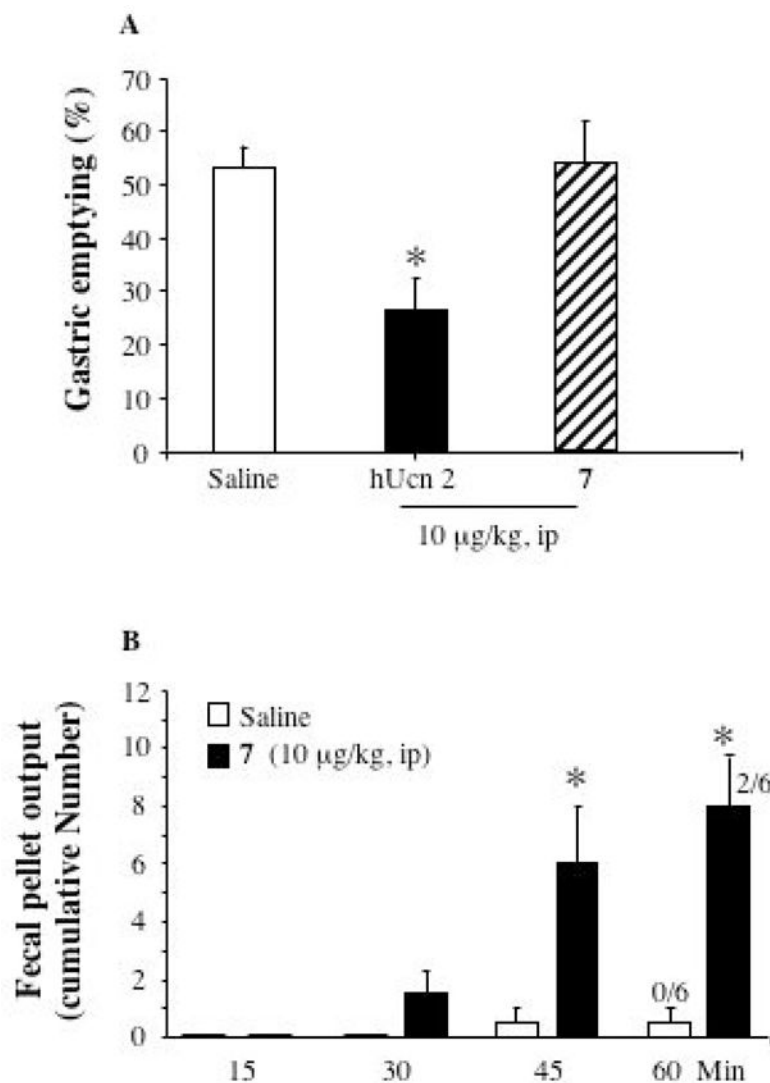 A
Gastric emptying (%)
70
60
50
40
30
20
10
0
*
Saline hUcn 2 7
10 µg/kg, ip
B
Fecal pellet output
((cumulative Number)
12
10
8
6
4
2
0
Saline
7 (10 µg/kg, ip)
*
*
2/6
0/6
15 30 45 60 Min